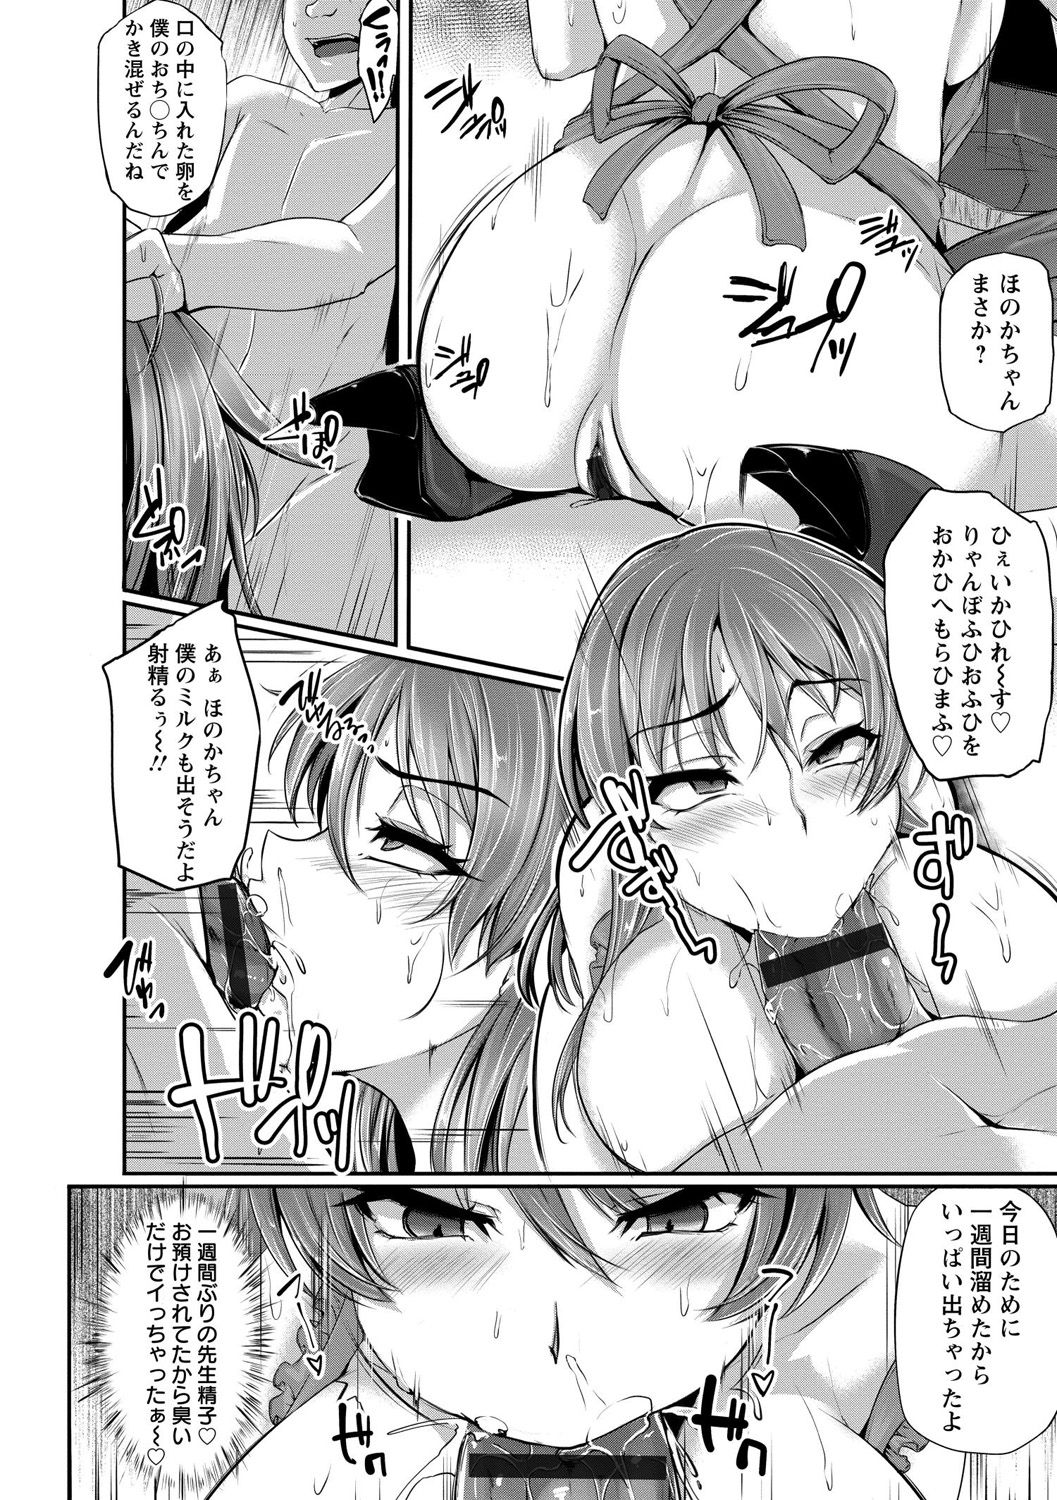 ほのかちゃん
まさか?
くちゅっ!!
口の中に入れた卵を
僕のおち◯ちんで
かき混ぜるんだね
ひぇいかひれ〜す♡
りゃんぼふひおふひを
おかひへもらひまふ♡
あぁ ほのかちゃん
僕のミルクも出そうだよ
射精るぅ〜〜!!
今日のために
一週間溜めたから
いっぱい出ちゃったよ
一週間ぶりの先生精子♡
お預けされてたから臭い
だけでイっちゃったぁ〜♡